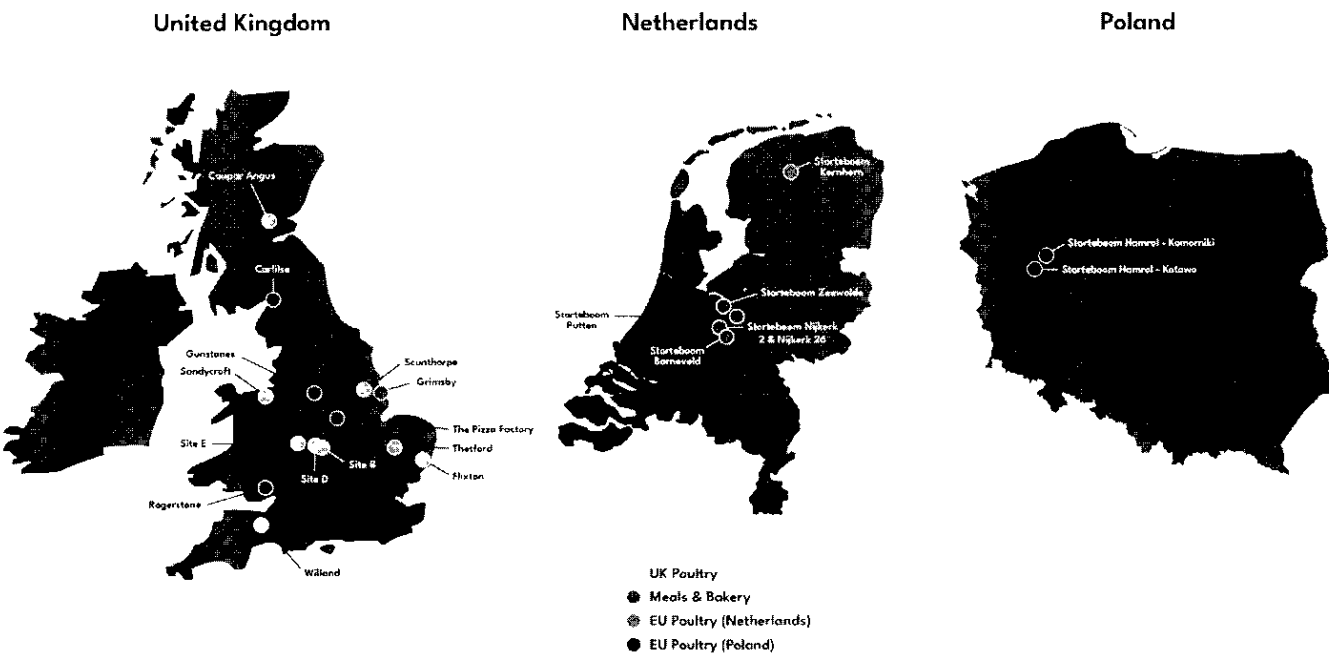 United Kingdom
Netherlands
Poland
Coupar Angus
Carlilse
Gunstones
Sandycroft
Scunthorpe
Grimsby
The Pizza Factory
Site E
Thetford
Site B
Site D
Flixton
Rogerstone
Willand
Storteboom
Kornhorn
Storteboom Zeewolde
Storteboom
Putten
Storteboom Nijkerk
2 & Nijkerk 26
Storteboom
Barneveld
Storteboom Hamrol - Komorniki
Storteboom Hamrol - Kotowo
UK Poultry
Meals & Bakery
EU Poultry (Netherlands)
EU Poultry (Poland)